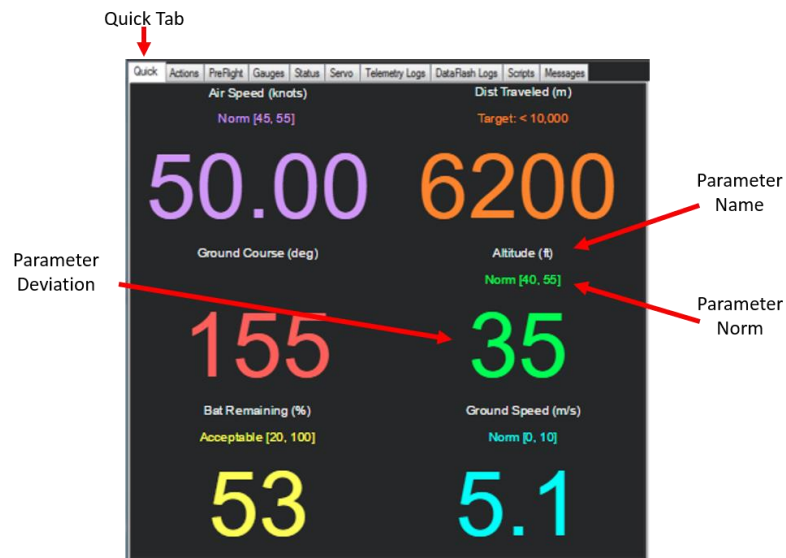 Quick Tab
Quick Actions PreFlight Gauges Status Servo Telemetry Logs DataFlash Logs Scripts Messages
Air Speed (knots)
Dist Traveled (m)
Norm [45, 55]
Target: < 10,000
50.00
6200
Parameter
Name
Ground Course (deg)
Altitude (ft)
Parameter
Deviation
Norm [40, 55]
Parameter
Norm
155
35
Bat Remaining (%)
Ground Speed (m/s)
Acceptable [20, 100]
Norm [0, 10]
53
5.1